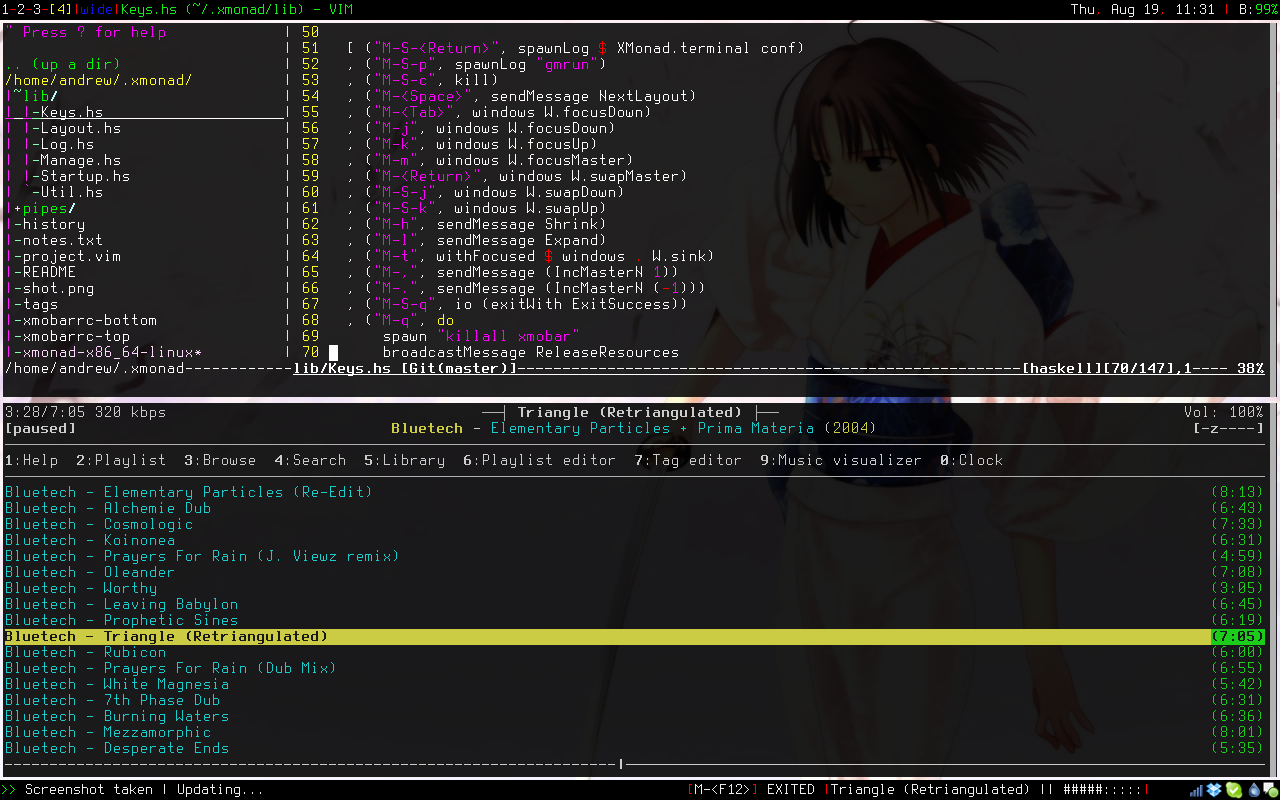 1-2-3-[4]|wide|Keys.hs (~/.xmonad/lib) - VIM
Thu, Aug 19, 11:31 | B:99%
" Press ? for help
.. (up a dir)
/home/andrew/.xmonad/
|~lib/
| |-Keys.hs
| |-Layout.hs
| |-Log.hs
| |-Manage.hs
| |-Startup.hs
| `-Util.hs
|+pipes/
|-history
|-notes.txt
|-project.vim
|-README
|-shot.png
|-tags
|-xmobarrc-bottom
|-xmobarrc-top
|-xmonad-x86_64-linux*
50
51 [ ("M-S-<Return>", spawnLog $ XMonad.terminal conf)
52 , ("M-S-p", spawnLog "gmrun")
53 , ("M-S-c", kill)
54 , ("M-<Space>", sendMessage NextLayout)
55 , ("M-<Tab>", windows W.focusDown)
56 , ("M-j", windows W.focusDown)
57 , ("M-k", windows W.focusUp)
58 , ("M-m", windows W.focusMaster)
59 , ("M-<Return>", windows W.swapMaster)
60 , ("M-S-j", windows W.swapDown)
61 , ("M-S-k", windows W.swapUp)
62 , ("M-h", sendMessage Shrink)
63 , ("M-l", sendMessage Expand)
64 , ("M-t", withFocused $ windows . W.sink)
65 , ("M-,", sendMessage (IncMasterN 1))
66 , ("M-.", sendMessage (IncMasterN (-1)))
67 , ("M-S-q", io (exitWith ExitSuccess))
68 , ("M-q", do
69 spawn "killall xmobar"
70 broadcastMessage ReleaseResources
/home/andrew/.xmonad------------lib/Keys.hs [Git(master)]--------------------------------------------------------[haskell][70/147],1---- 38%
3:28/7:05 320 kbps
Triangle (Retriangulated)
Vol: 100%
[paused]
Bluetech - Elementary Particles + Prima Materia (2004)
[-z----]
1:Help 2:Playlist 3:Browse 4:Search 5:Library 6:Playlist editor 7:Tag editor 9:Music visualizer 0:Clock
Bluetech - Elementary Particles (Re-Edit) (8:13)
Bluetech - Alchemie Dub (6:43)
Bluetech - Cosmologic (7:33)
Bluetech - Koinonea (6:31)
Bluetech - Prayers For Rain (J. Viewz remix) (4:59)
Bluetech - Oleander (7:08)
Bluetech - Worthy (3:05)
Bluetech - Leaving Babylon (6:45)
Bluetech - Prophetic Sines (6:19)
Bluetech - Triangle (Retriangulated) (7:05)
Bluetech - Rubicon (6:00)
Bluetech - Prayers For Rain (Dub Mix) (6:55)
Bluetech - White Magnesia (5:42)
Bluetech - 7th Phase Dub (6:31)
Bluetech - Burning Waters (6:36)
Bluetech - Mezzamorphic (8:01)
Bluetech - Desperate Ends (5:35)
>> Screenshot taken | Updating...
[M-<F12>] EXITED |Triangle (Retriangulated) || #####:::::|